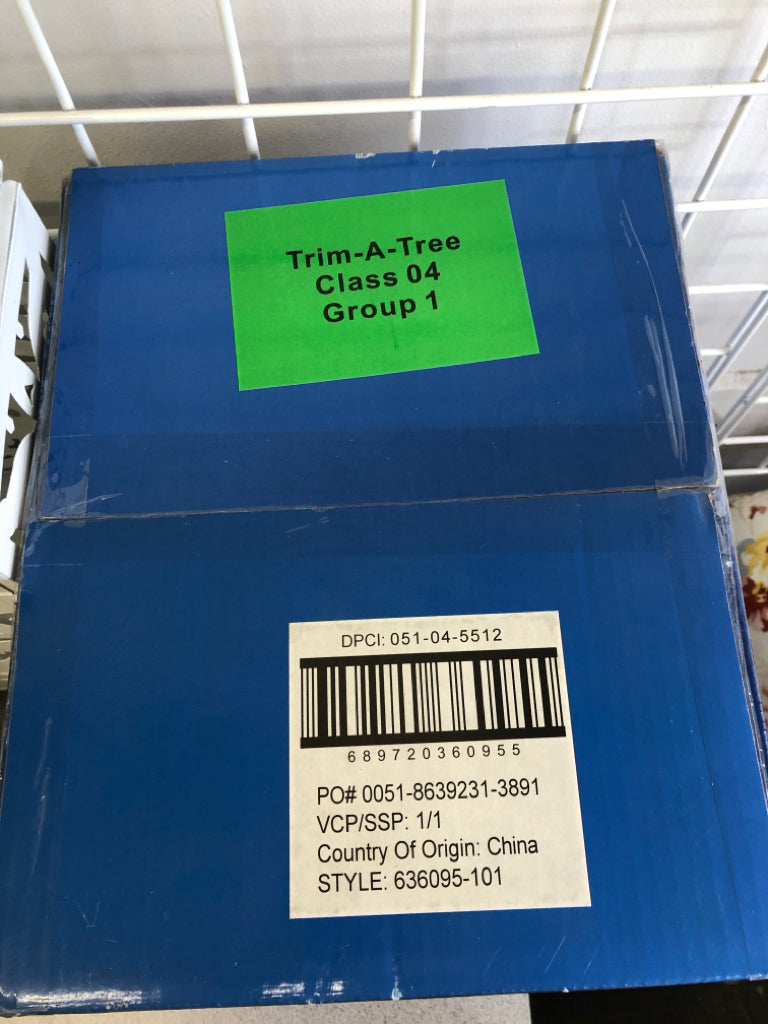 Trim-A-Tree
Class 04
Group 1
DPCI: 051-04-5512
689720360955
PO# 0051-8639231-3891
VCP/SSP: 1/1
Country Of Origin: China
STYLE: 636095-101